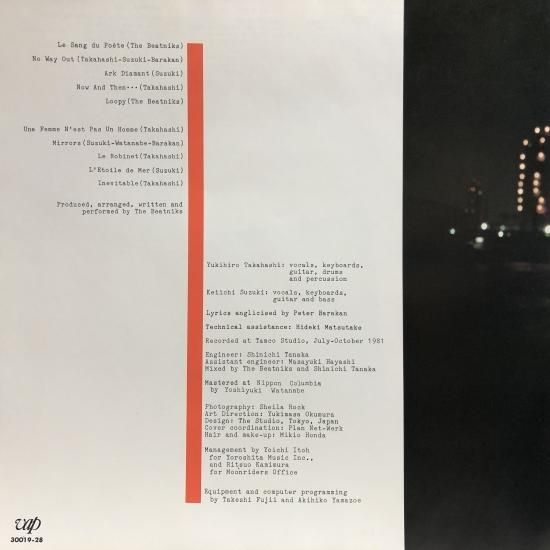 Le Sang du Poète(The Beatniks)
No Way Out(Takahashi-Suzuki-Barakan)
Ark Diamant(Suzuki)
Now And Then･･･(Takahashi)
Loopy(The Beatniks)
Une Femme N'est Pas Un Homme(Takahashi)
Mirrors(Suzuki-Watanabe-Barakan)
Le Robinet(Takahashi)
L'Etoile de Mer(Suzuki)
Inevitable(Takahashi)
Produced, arranged, written and
performed by The Beatniks
Yukihiro Takahashi: vocals, keyboards,
guitar, drums
and percussion
Keiichi Suzuki: vocals, keyboards,
guitar and bass
Lyrics anglicised by Peter Barakan
Technical assistance: Hideki Matsutake
Recorded at Tamco Studio, July-October 1981
Engineer: Shinichi Tanaka
Assistant engineer: Masayuki Hayashi
Mixed by The Beatniks and Shinichi Tanaka
Mastered at Nippon Columbia
by Yoshiyuki Watanabe
Photography: Sheila Rock
Art Direction: Yukimasa Okumura
Design: The Studio, Tokyo, Japan
Cover coordination: Plan Net-Werk
Hair and make-up: Mikio Honda
Management by Yoichi Itoh
for Yoroshita Music Inc.,
and Ritsuo Kamimura
for Moonriders Office
Equipment and computer programming
by Takeshi Fujii and Akihiko Yamazoe
vap
30019-28